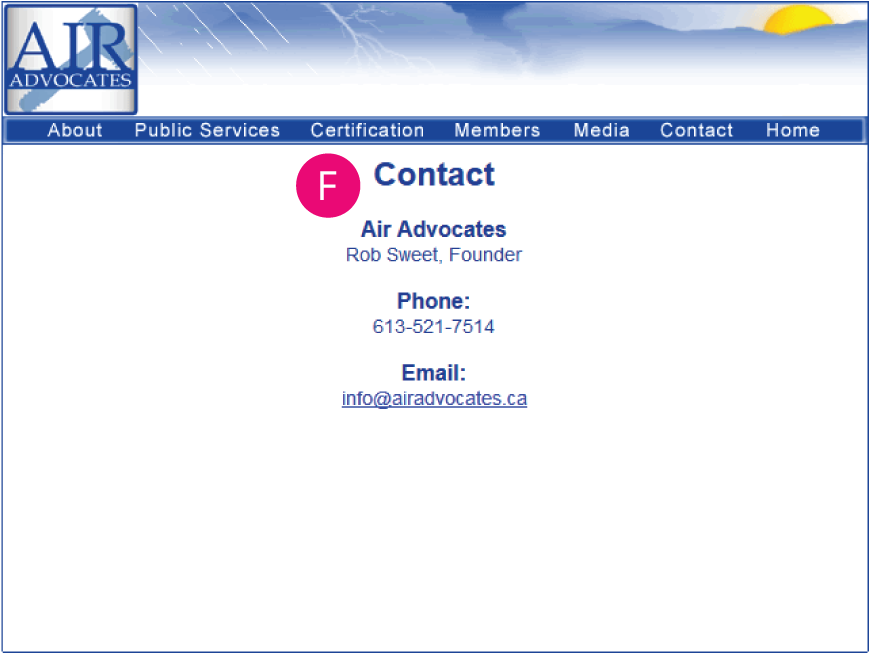 AIR
ADVOCATES
About Public Services Certification Members Media Contact Home
F Contact
Air Advocates
Rob Sweet, Founder
Phone:
613-521-7514
Email:
info@airadvocates.ca